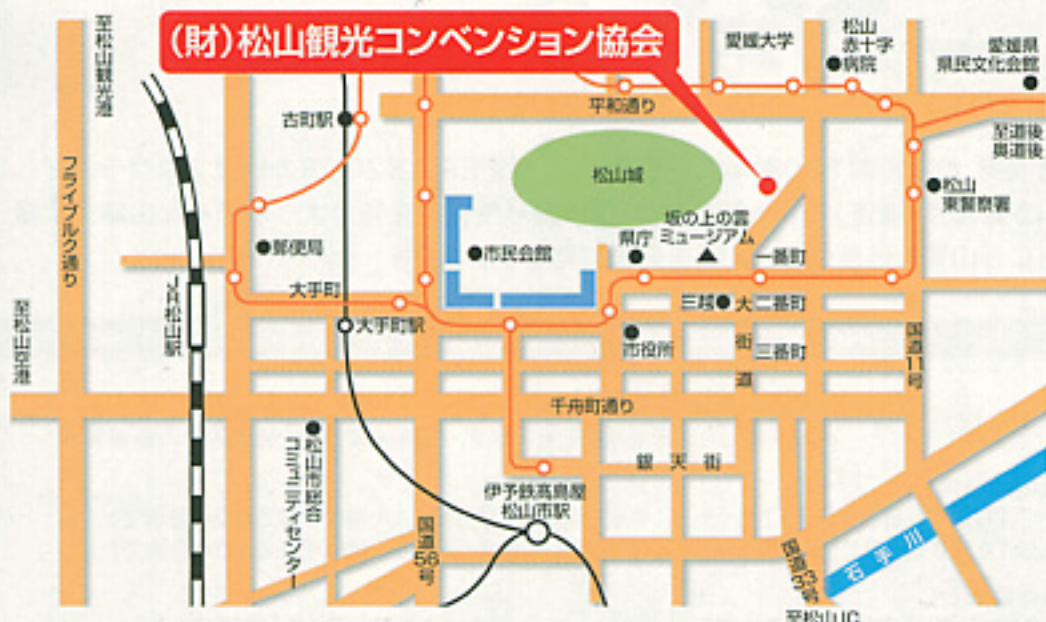 (財)松山観光コンベンション協会
至松山観光港
愛媛大学
松山
赤十字
病院
愛媛県
県民文化会館
古町駅
平和通り
至道後
奥道後
フライブルク通り
松山城
松山
東警察署
郵便局
市民会館
県庁
坂の上の雲
ミュージアム
一番町
大手町
三越
大
二番町
至松山空港
JR松山駅
大手町駅
市役所
街
三番町
国道11号
道
千舟町通り
松山市総合
コミュニティセンター
銀天街
伊予鉄髙島屋
松山市駅
国道
56
号
石手川
至松山IC